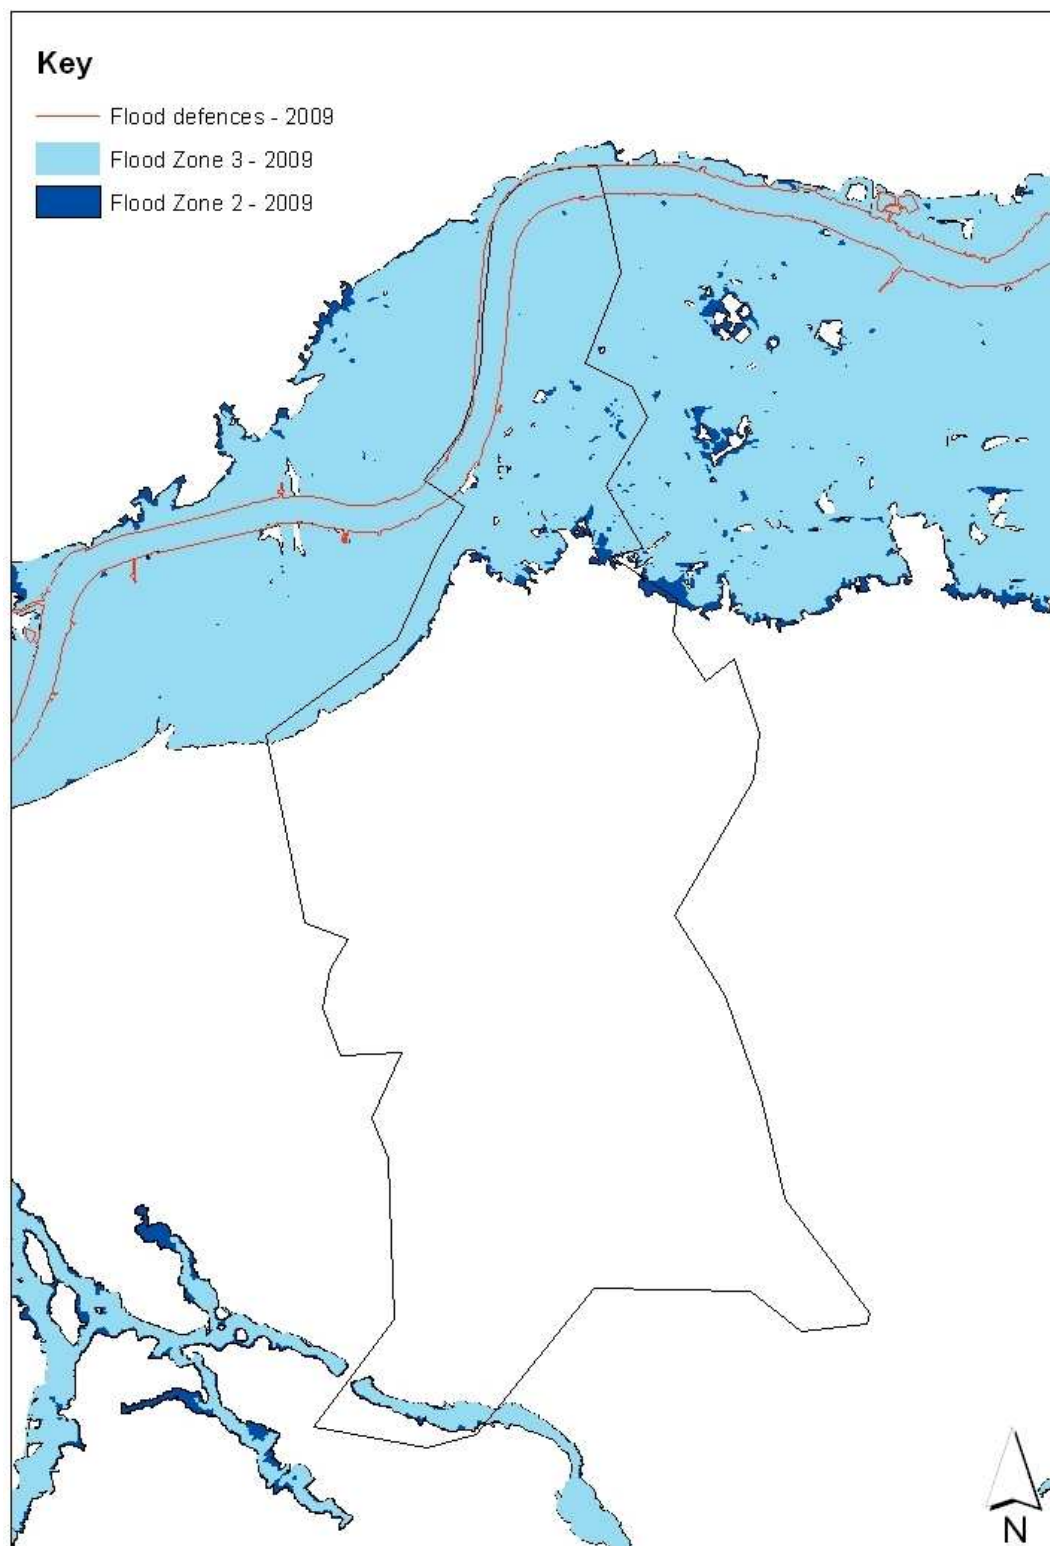 Key
Flood defences - 2009
Flood Zone 3 - 2009
Flood Zone 2 - 2009
N